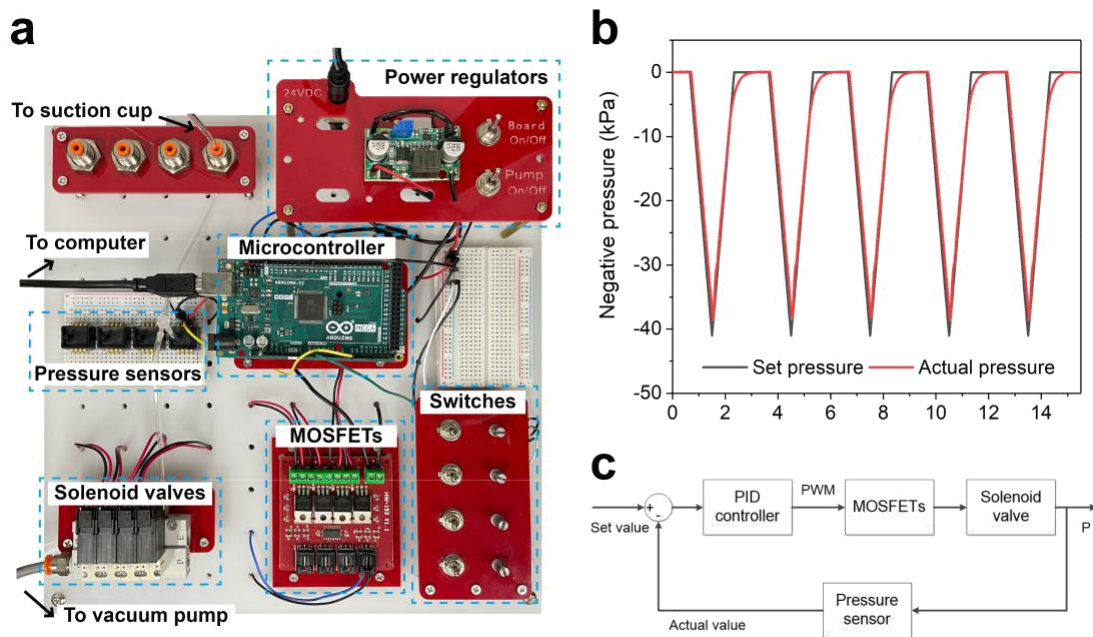 a
Power regulators
24VDC
To suction cup
Board
On/Off
Pump
On/Off
To computer
Microcontroller
ARDUINO
MEGA
Pressure sensors
Switches
MOSFETs
Solenoid valves
To vacuum pump
b
Negative pressure (kPa)
0
-10
-20
-30
-40
-50
Set pressure
Actual pressure
0 2 4 6 8 10 12 14
c
Set value
+
-
PID
controller
PWM
MOSFETs
Solenoid
valve
P
Pressure
sensor
Actual value